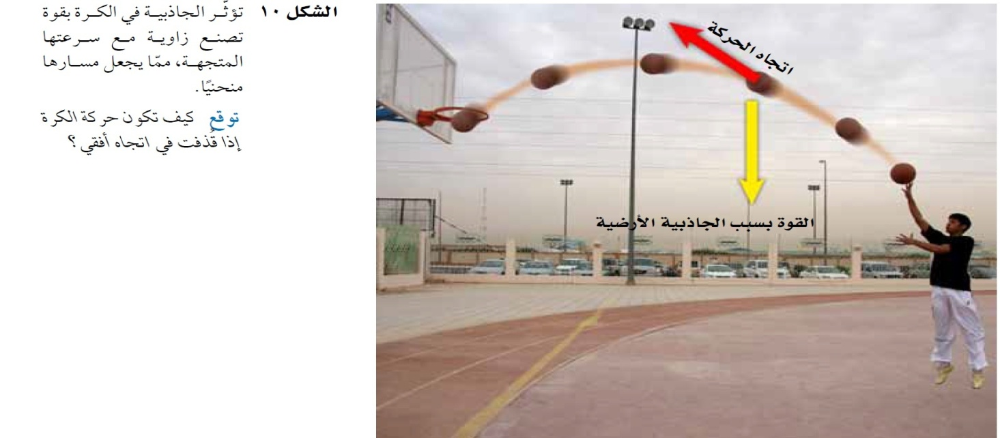 الشكل ١٠ تؤثّر الجاذبية في الكرة بقوة
تصنع زاوية مع سرعتها
المتجهة، ممّا يجعل مسارها
منحنيًا.
توقع كيف تكون حركة الكرة
إذا قُذفت في اتجاه أفقي؟
اتجاه الحركة
القوة بسبب الجاذبية الأرضية